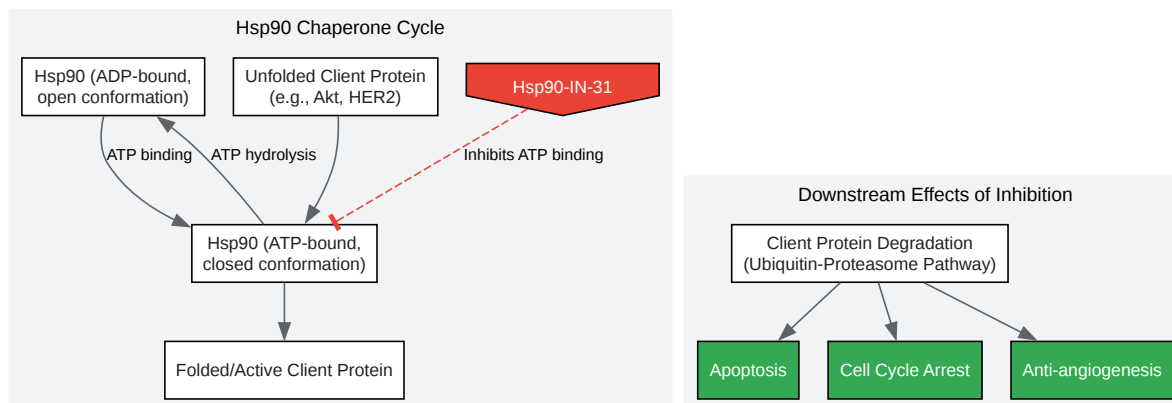 Hsp90 Chaperone Cycle
Hsp90 (ADP-bound,
open conformation)
Unfolded Client Protein
(e.g., Akt, HER2)
Hsp90-IN-31
ATP binding
ATP hydrolysis
Inhibits ATP binding
Hsp90 (ATP-bound,
closed conformation)
Folded/Active Client Protein
Downstream Effects of Inhibition
Client Protein Degradation
(Ubiquitin-Proteasome Pathway)
Apoptosis
Cell Cycle Arrest
Anti-angiogenesis